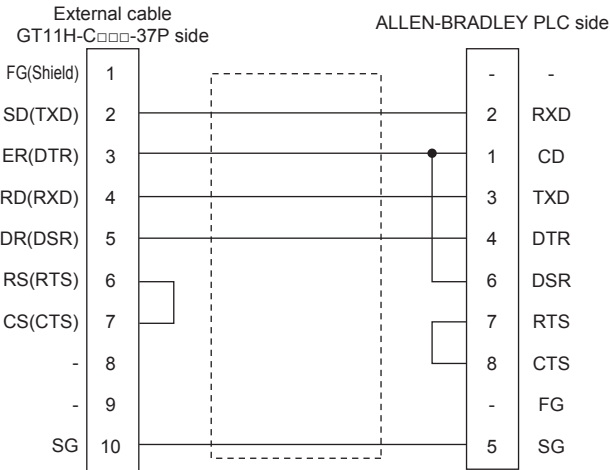 External cable
GT11H-C□□□-37P side
ALLEN-BRADLEY PLC side
FG(Shield) 1 - -
SD(TXD) 2 2 RXD
ER(DTR) 3 1 CD
RD(RXD) 4 3 TXD
DR(DSR) 5 4 DTR
RS(RTS) 6 6 DSR
CS(CTS) 7 7 RTS
- 8 8 CTS
- 9 - FG
SG 10 5 SG